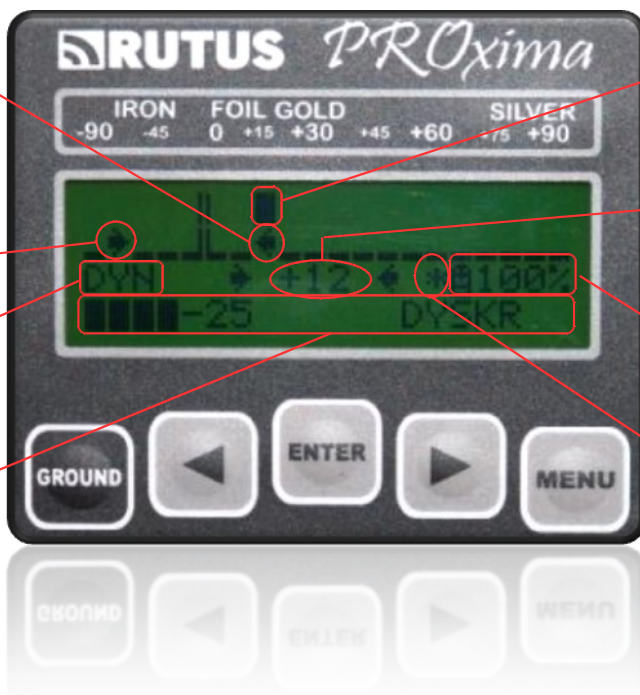 RUTUS PROxima
IRON FOIL GOLD SILVER
-90 -45 0 +15 +30 +45 +60 +75 +90
DYN +12 *100%
-25 DYSKR
GROUND ENTER MENU